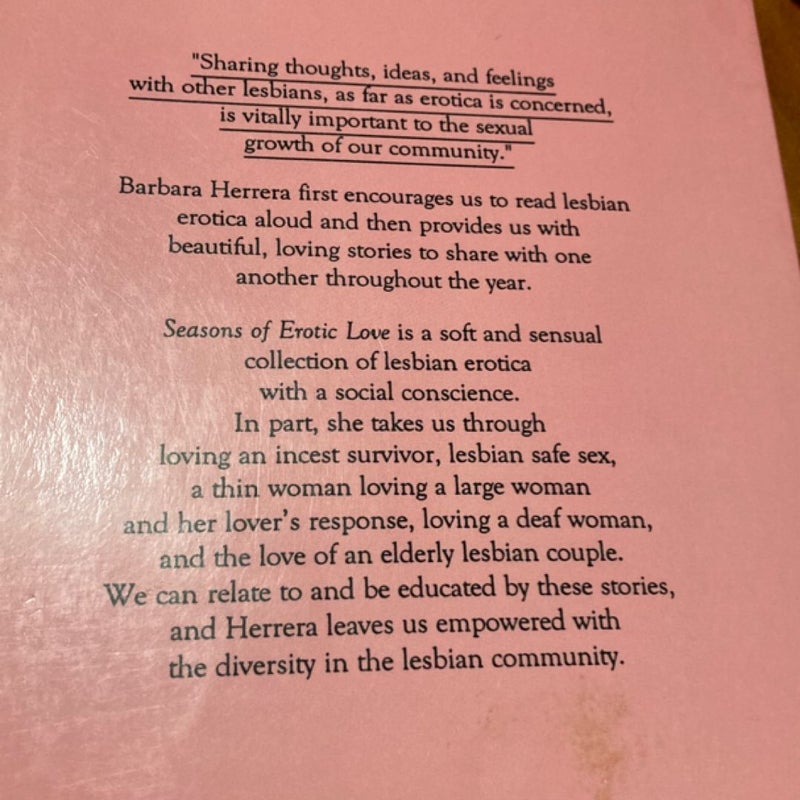 "Sharing thoughts, ideas, and feelings
with other lesbians, as far as erotica is concerned,
is vitally important to the sexual
growth of our community."
Barbara Herrera first encourages us to read lesbian
erotica aloud and then provides us with
beautiful, loving stories to share with one
another throughout the year.
Seasons of Erotic Love is a soft and sensual
collection of lesbian erotica
with a social conscience.
In part, she takes us through
loving an incest survivor, lesbian safe sex,
a thin woman loving a large woman
and her lover's response, loving a deaf woman,
and the love of an elderly lesbian couple.
We can relate to and be educated by these stories,
and Herrera leaves us empowered with
the diversity in the lesbian community.